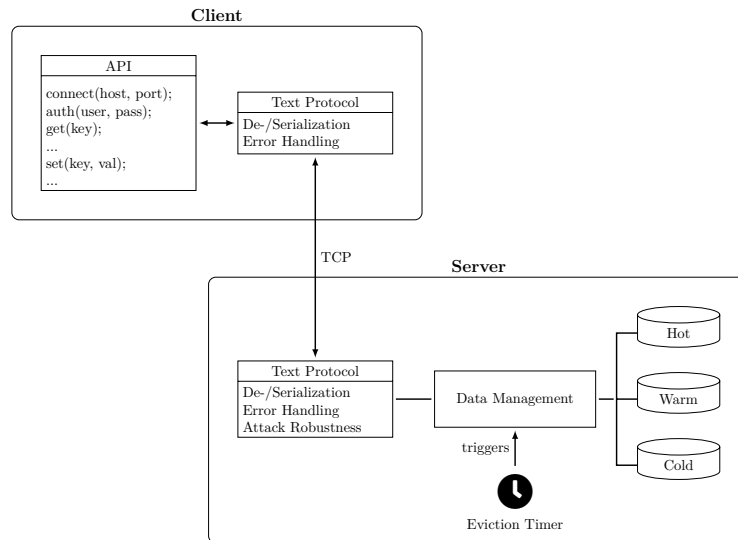 Client
API
connect(host, port);
auth(user, pass);
get(key);
...
set(key, val);
...
Text Protocol
De-/Serialization
Error Handling
TCP
Server
Text Protocol
De-/Serialization
Error Handling
Attack Robustness
Data Management
Hot
Warm
Cold
triggers
Eviction Timer